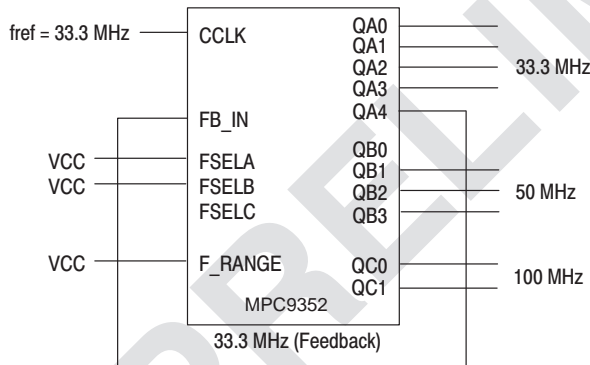 fref = 33.3 MHz
CCLK
QA0
QA1
QA2
QA3
QA4
33.3 MHz
FB_IN
VCC
FSELA
VCC
FSELB
FSELC
QB0
QB1
QB2
QB3
50 MHz
VCC
F_RANGE
QC0
QC1
100 MHz
MPC9352
33.3 MHz (Feedback)
PRELIM